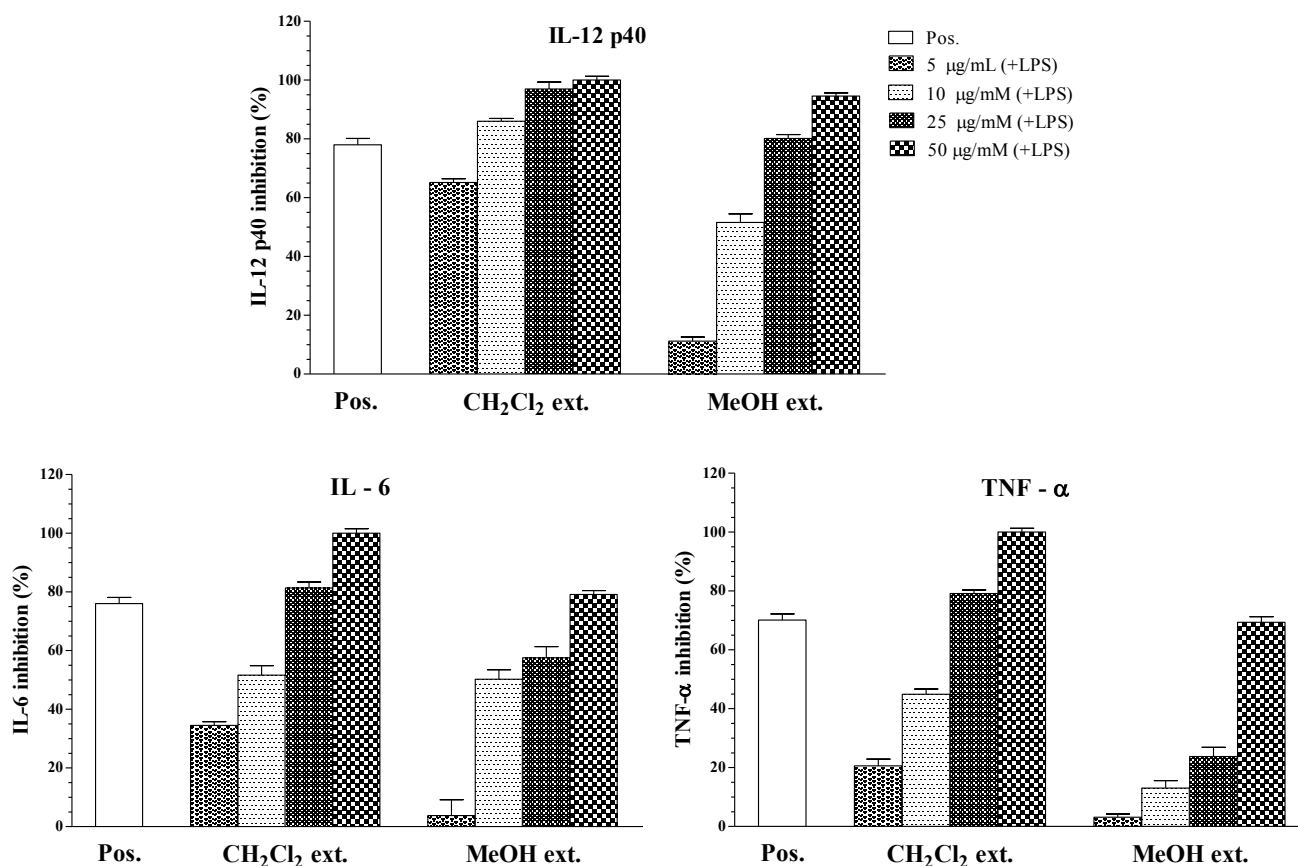 IL-12 p40
IL-12 p40 inhibition (%)
120
100
80
60
40
20
0
Pos.
CH₂Cl₂ ext.
MeOH ext.
Pos.
5 μg/mL (+LPS)
10 μg/mM (+LPS)
25 μg/mM (+LPS)
50 μg/mM (+LPS)
IL - 6
IL-6 inhibition (%)
120
100
80
60
40
20
0
Pos.
CH₂Cl₂ ext.
MeOH ext.
TNF - α
TNF-α inhibition (%)
120
100
80
60
40
20
0
Pos.
CH₂Cl₂ ext.
MeOH ext.